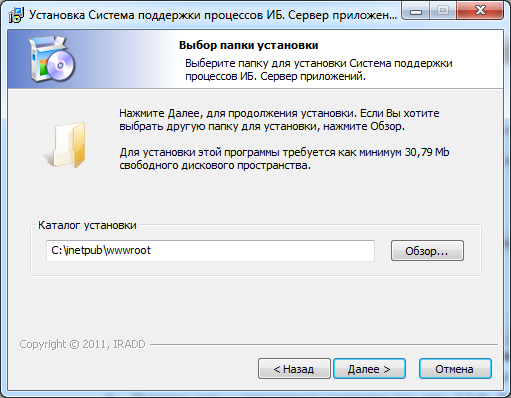 Установка Система поддержки процессов ИБ. Сервер приложен...
Выбор папки установки
Выберите папку для установки Система поддержки
процессов ИБ. Сервер приложений.
Нажмите Далее, для продолжения установки. Если Вы хотите
выбрать другую папку для установки, нажмите Обзор.
Для установки этой программы требуется как минимум 30,79 Mb
свободного дискового пространства.
Каталог установки
C:\inetpub\wwwroot
Обзор...
Copyright © 2011, IRADD
< Назад
Далее >
Отмена